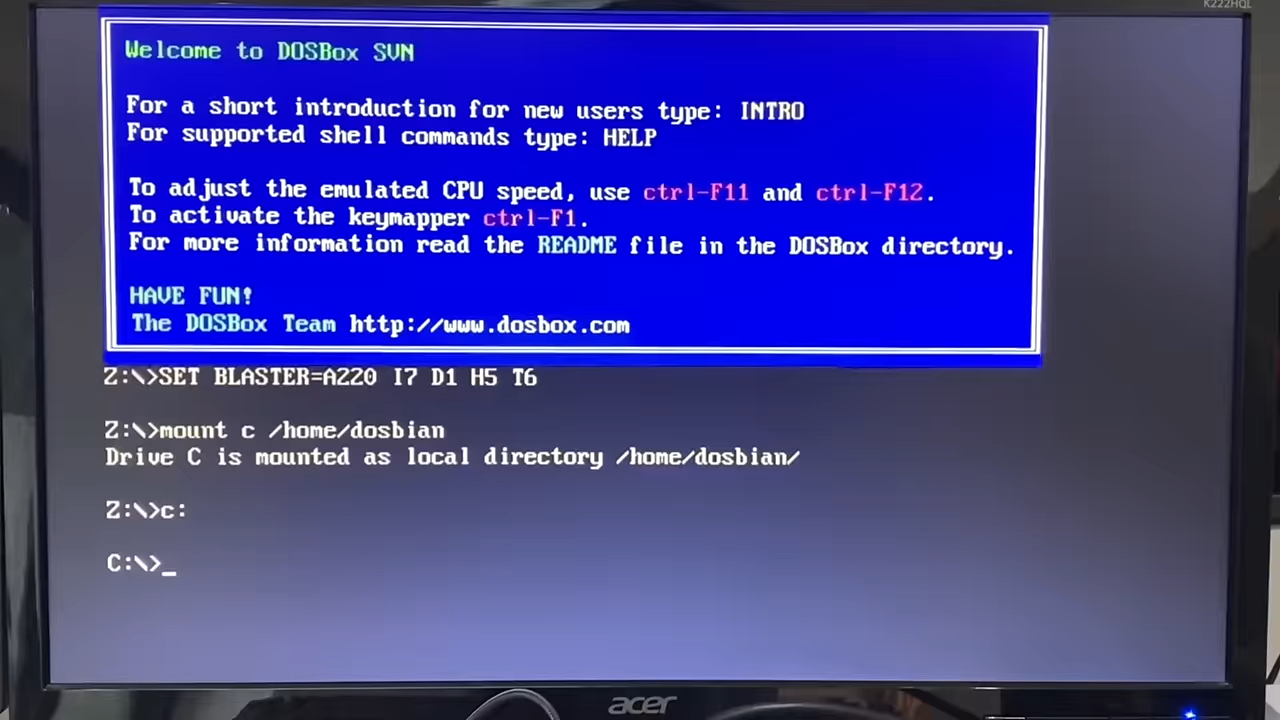 K222HQL
Welcome to DOSBox SVN
For a short introduction for new users type: INTRO
For supported shell commands type: HELP
To adjust the emulated CPU speed, use ctrl-F11 and ctrl-F12.
To activate the keymapper ctrl-F1.
For more information read the README file in the DOSBox directory.
HAVE FUN!
The DOSBox Team http://www.dosbox.com
Z:\>SET BLASTER=A220 I7 D1 H5 T6
Z:\>mount c /home/dosbian
Drive C is mounted as local directory /home/dosbian/
Z:\>c:
C:\>_
acer